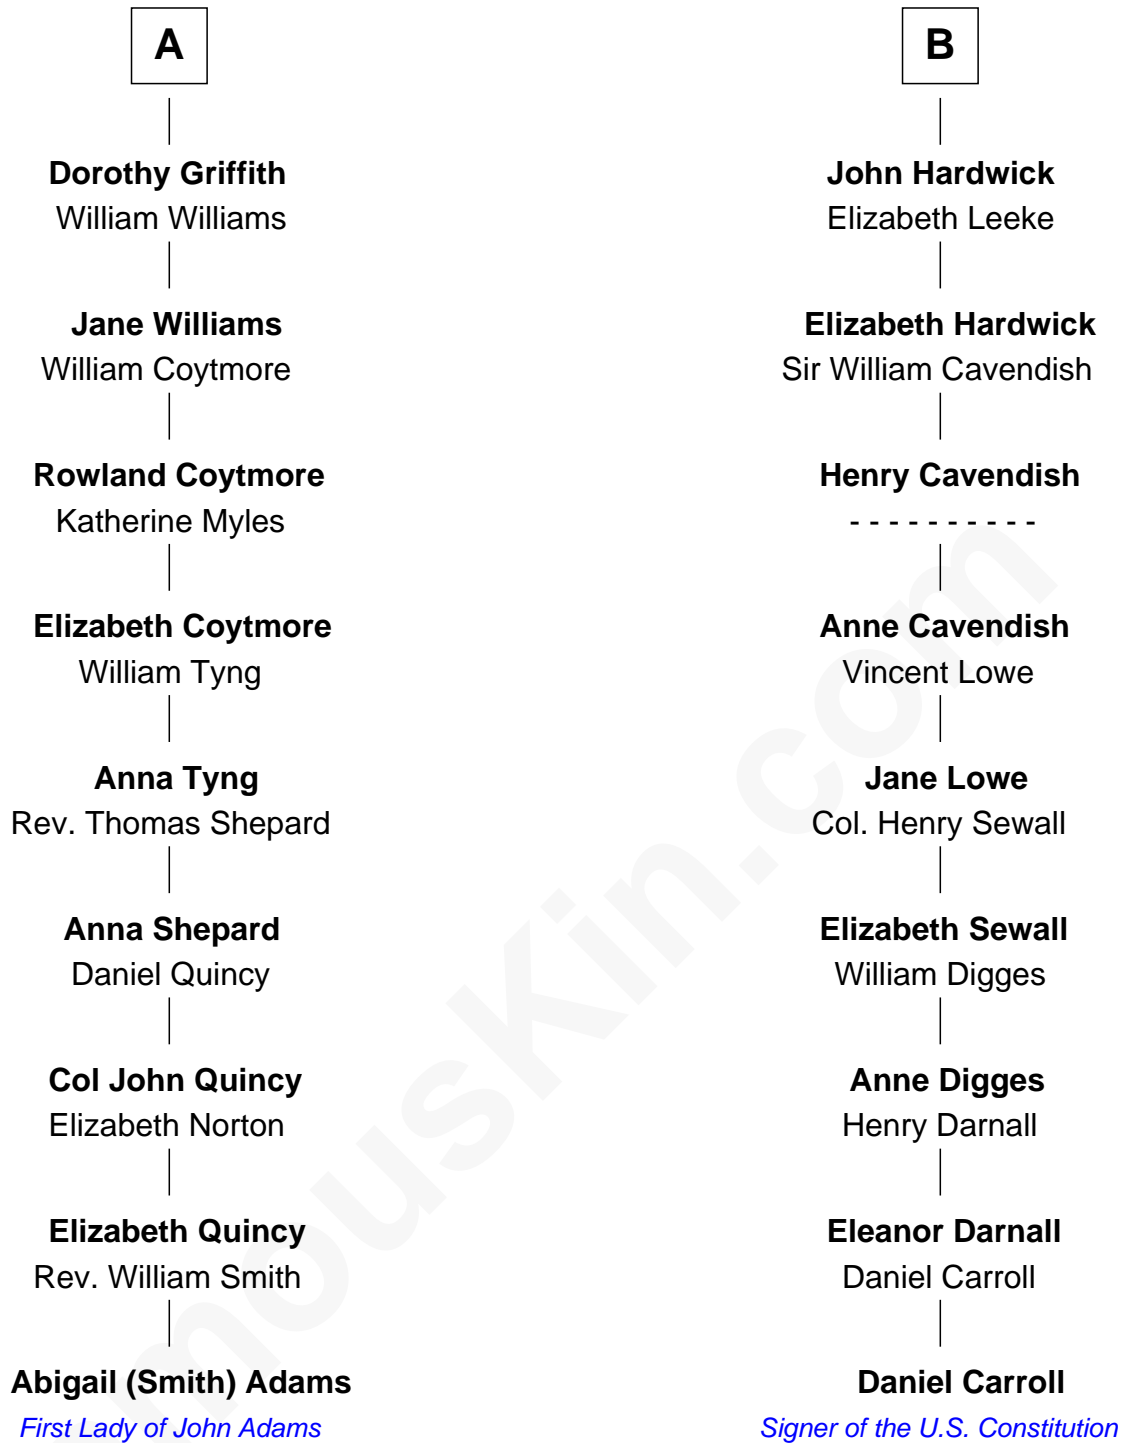 A
Dorothy Griffith
William Williams
Jane Williams
William Coytmore
Rowland Coytmore
Katherine Myles
Elizabeth Coytmore
William Tyng
Anna Tyng
Rev. Thomas Shepard
Anna Shepard
Daniel Quincy
Col John Quincy
Elizabeth Norton
Elizabeth Quincy
Rev. William Smith
Abigail (Smith) Adams
First Lady of John Adams
B
John Hardwick
Elizabeth Leeke
Elizabeth Hardwick
Sir William Cavendish
Henry Cavendish
- - - - - - - - - -
Anne Cavendish
Vincent Lowe
Jane Lowe
Col. Henry Sewall
Elizabeth Sewall
William Digges
Anne Digges
Henry Darnall
Eleanor Darnall
Daniel Carroll
Daniel Carroll
Signer of the U.S. Constitution
mousKin.com